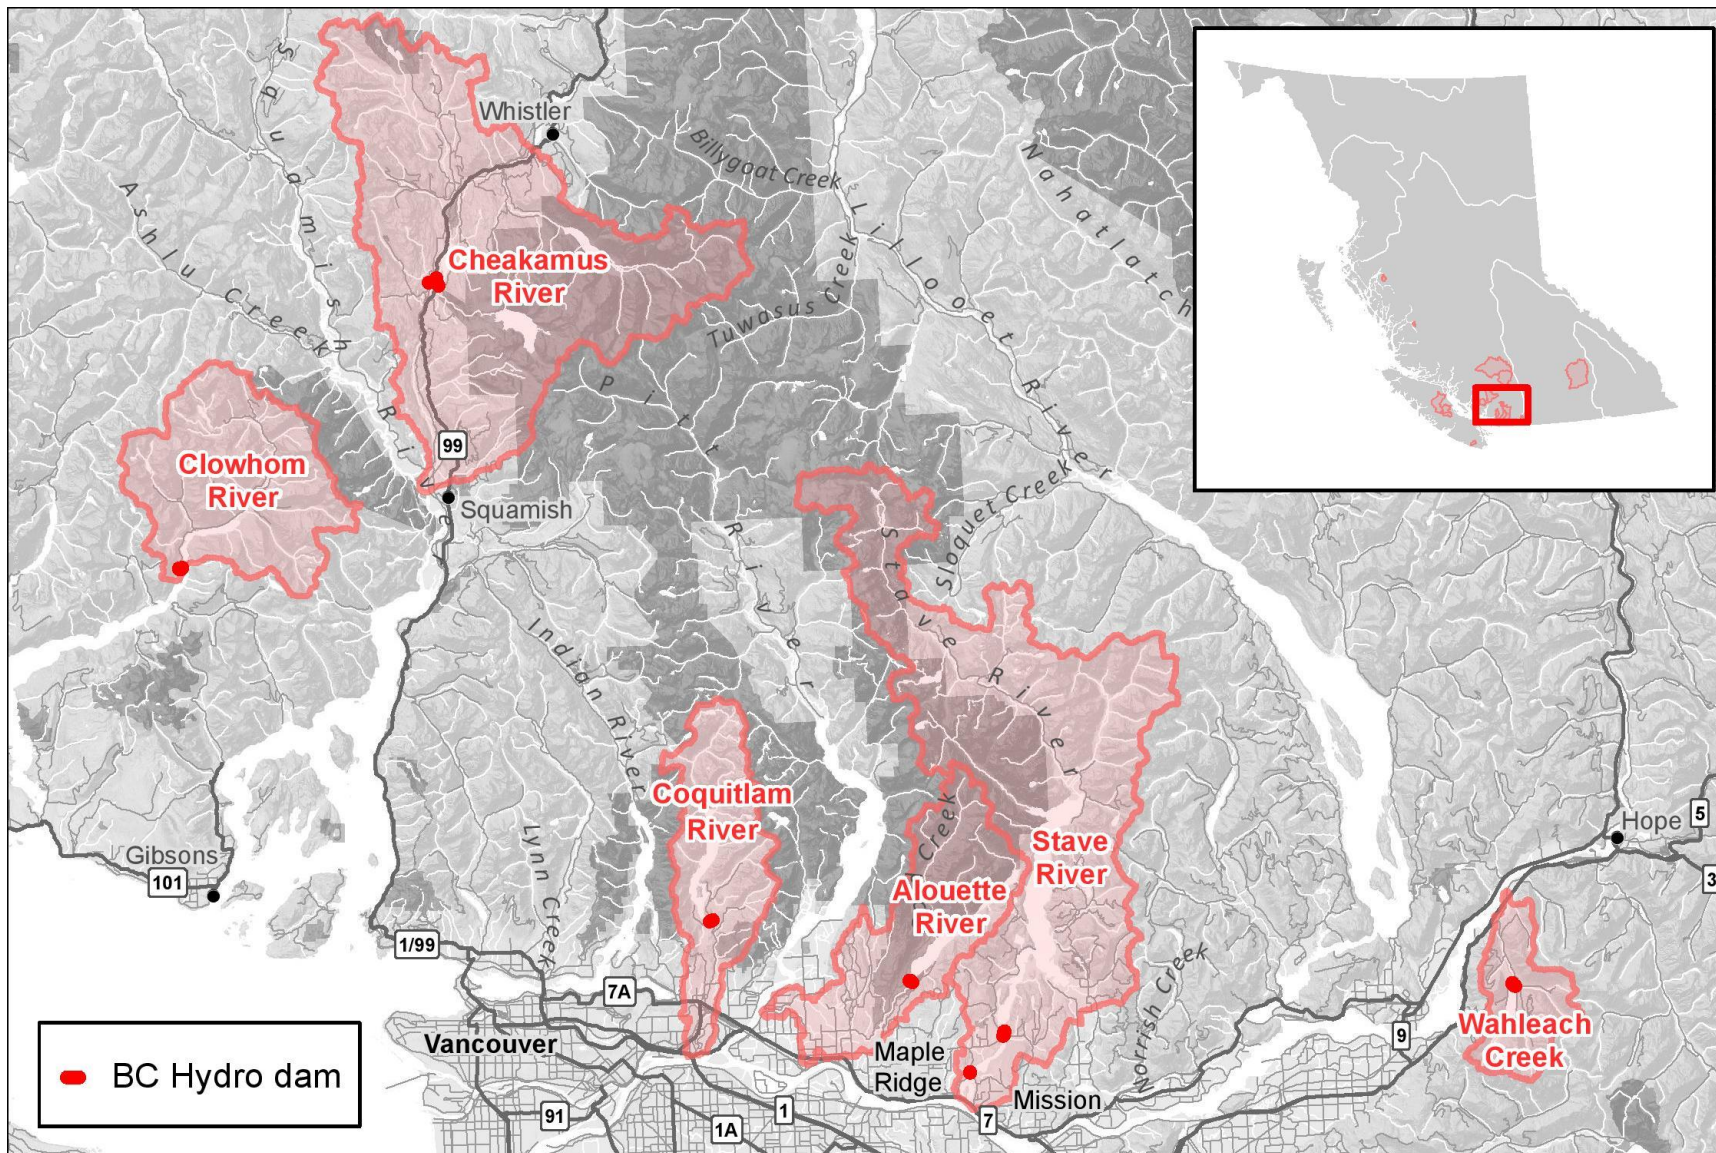 Whistler
Squamish River
Ashlu Creek
Billygoat Creek
Lillooet River
Nahatlatch
Cheakamus
River
Tuwasus Creek
Pitt River
99
Clowhom
River
Squamish
Sloquet Creek
Stave River
Indian River
Coquitlam
River
Lynn Creek
Creek
Stave
River
Alouette
River
Gibsons
101
Hope
5
3
1/99
7A
Norrish Creek
Vancouver
Maple
Ridge
Mission
9
Wahleach
Creek
91
1A
1
7
BC Hydro dam